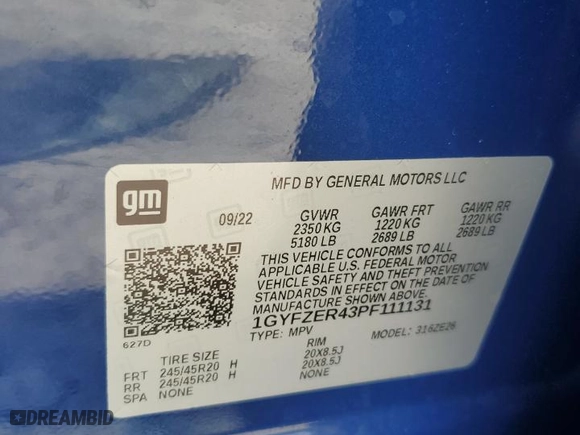 gm
MFD BY GENERAL MOTORS LLC
09/22 GVWR GAWR FRT GAWR RR
2350 KG 1220 KG 1220 KG
5180 LB 2689 LB 2689 LB
THIS VEHICLE CONFORMS TO ALL
APPLICABLE U.S. FEDERAL MOTOR
VEHICLE SAFETY AND THEFT PREVENTION
STANDARDS IN EFFECT ON THE DATE OF
MANUFACTURE SHOWN ABOVE.
1GYFZER43PF111131
TYPE: MPV MODEL: 316ZE26
627D
TIRE SIZE RIM
FRT 245/45R20 H 20X8.5J
RR 245/45R20 H 20X8.5J
SPA NONE NONE
DREAMBID